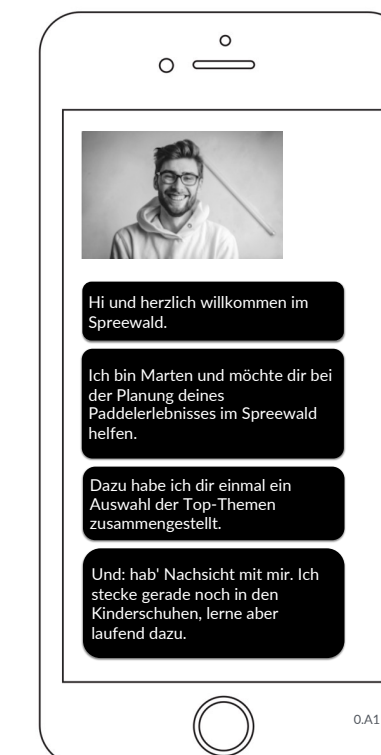 Hi und herzlich willkommen im
Spreewald.
Ich bin Marten und möchte dir bei
der Planung deines
Paddelerlebnisses im Spreewald
helfen.
Dazu habe ich dir einmal ein
Auswahl der Top-Themen
zusammengestellt.
Und: hab' Nachsicht mit mir. Ich
stecke gerade noch in den
Kinderschuhen, lerne aber
laufend dazu.
0.A1